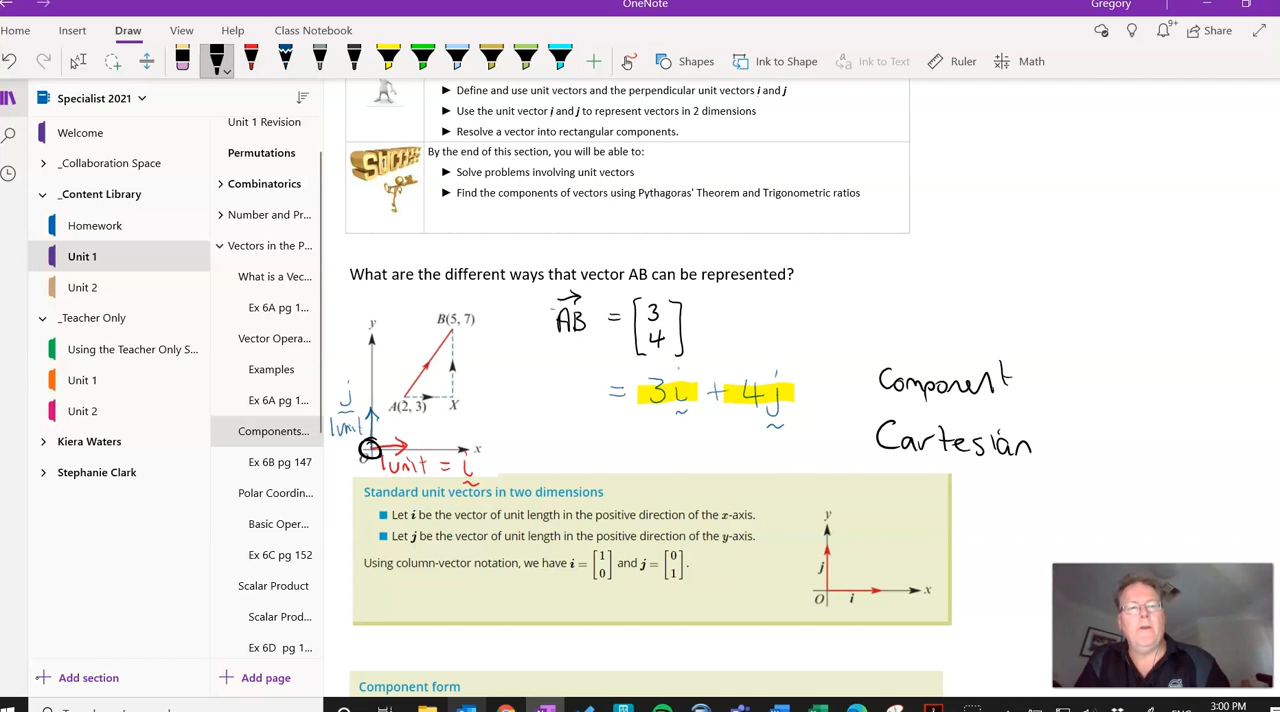 OneNote
Gregory
Home Insert Draw View Help Class Notebook
9+ Share
Shapes Ink to Shape Ink to Text Ruler Math
Specialist 2021
Welcome
_Collaboration Space
_Content Library
Homework
Unit 1
Unit 2
_Teacher Only
Using the Teacher Only S...
Unit 1
Unit 2
Kiera Waters
Stephanie Clark
Add section
Unit 1 Revision
Permutations
Combinatorics
Number and Pr...
Vectors in the P...
What is a Vec...
Ex 6A pg 1...
Vector Opera...
Examples
Ex 6A pg 1...
Components...
Ex 6B pg 147
Polar Coordin...
Basic Oper...
Ex 6C pg 152
Scalar Product
Scalar Prod...
Ex 6D pg 1...
Add page
► Define and use unit vectors and the perpendicular unit vectors i and j
► Use the unit vector i and j to represent vectors in 2 dimensions
► Resolve a vector into rectangular components.
SUCCESS
By the end of this section, you will be able to:
► Solve problems involving unit vectors
► Find the components of vectors using Pythagoras' Theorem and Trigonometric ratios
What are the different ways that vector AB can be represented?
y
B(5, 7)
A(2, 3) X
j
1unit
O x
1unit = i
AB = [3 4]
= 3i + 4j
Component
Cartesian
Standard unit vectors in two dimensions
■ Let i be the vector of unit length in the positive direction of the x-axis.
■ Let j be the vector of unit length in the positive direction of the y-axis.
Using column-vector notation, we have i = [1 0] and j = [0 1].
y
j
O i x
Component form
ENG
3:00 PM